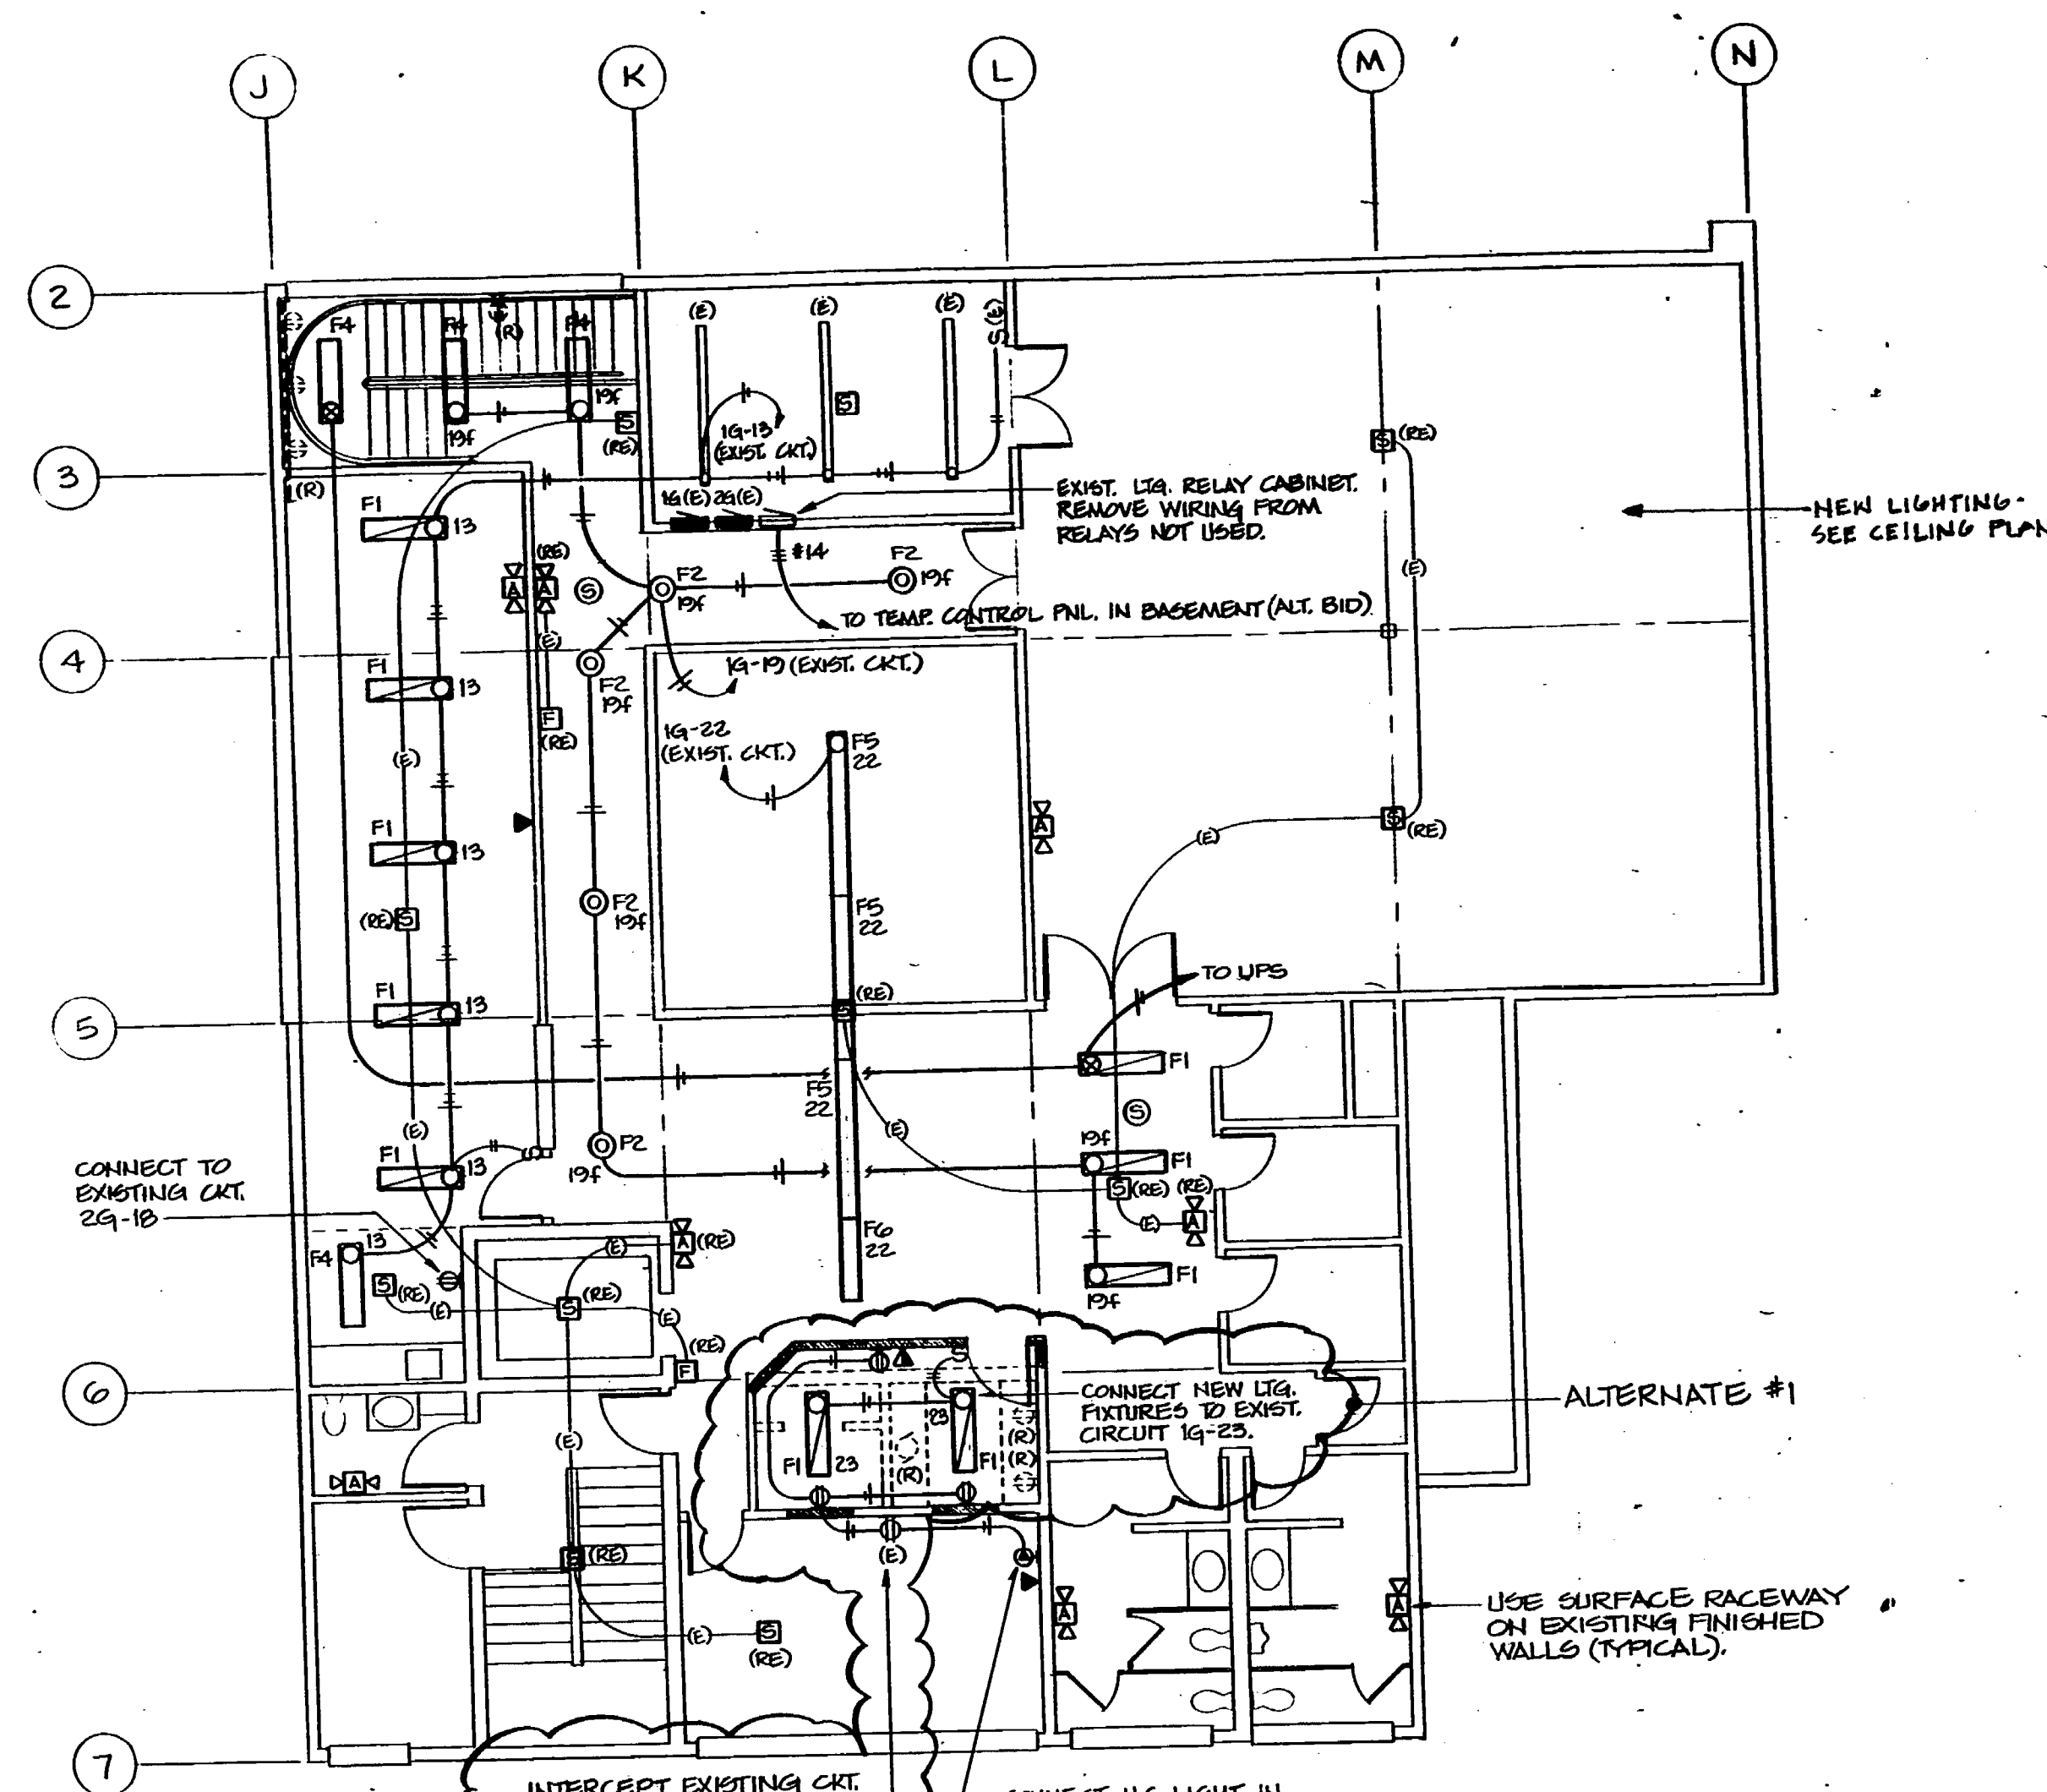 J
K
L
M
N
2
3
4
5
6
7
F4
F4
F4
(R)
19f
19f
S
(RE)
(R)
(E)
(E)
(E)
S(E)
S
1G-13
(EXIST. CKT.)
1G(E) 2G(E)
EXIST. LTG. RELAY CABINET.
REMOVE WIRING FROM
RELAYS NOT USED.
S
(RE)
NEW LIGHTING-
SEE CEILING PLAN
F1
13
(RE)
A
A
S
(E)
#14
F2
19f
F2
19f
TO TEMP. CONTROL PNL. IN BASEMENT (ALT. BID)
(E)
F1
13
F2
19f
1G-19 (EXIST. CKT.)
F
(RE)
(E)
1G-22
(EXIST. CKT.)
F5
22
F1
13
A
(E)
S
(RE)
(RE)
S
F2
19f
F5
22
F1
13
(RE)
S
TO UPS
F5
22
F1
S
(E)
(E)
F1
13
F2
19f
19f
F1
S
(RE)
(RE)
(E)
A
CONNECT TO
EXISTING CKT.
2G-18
F4
13
S
(RE)
(E)
(E)
A
(RE)
S
(RE)
(E)
F6
22
F1
19f
F
(RE)
S
CONNECT NEW LTG.
FIXTURES TO EXIST.
CIRCUIT 1G-23.
ALTERNATE #1
23
F1
23
F1
(R)
(R)
(R)
(E)
A
(RE)
(E)
A
A
USE SURFACE RACEWAY
ON EXISTING FINISHED
WALLS (TYPICAL).
(E)
S
(RE)
INTERCEPT EXISTING CKT.